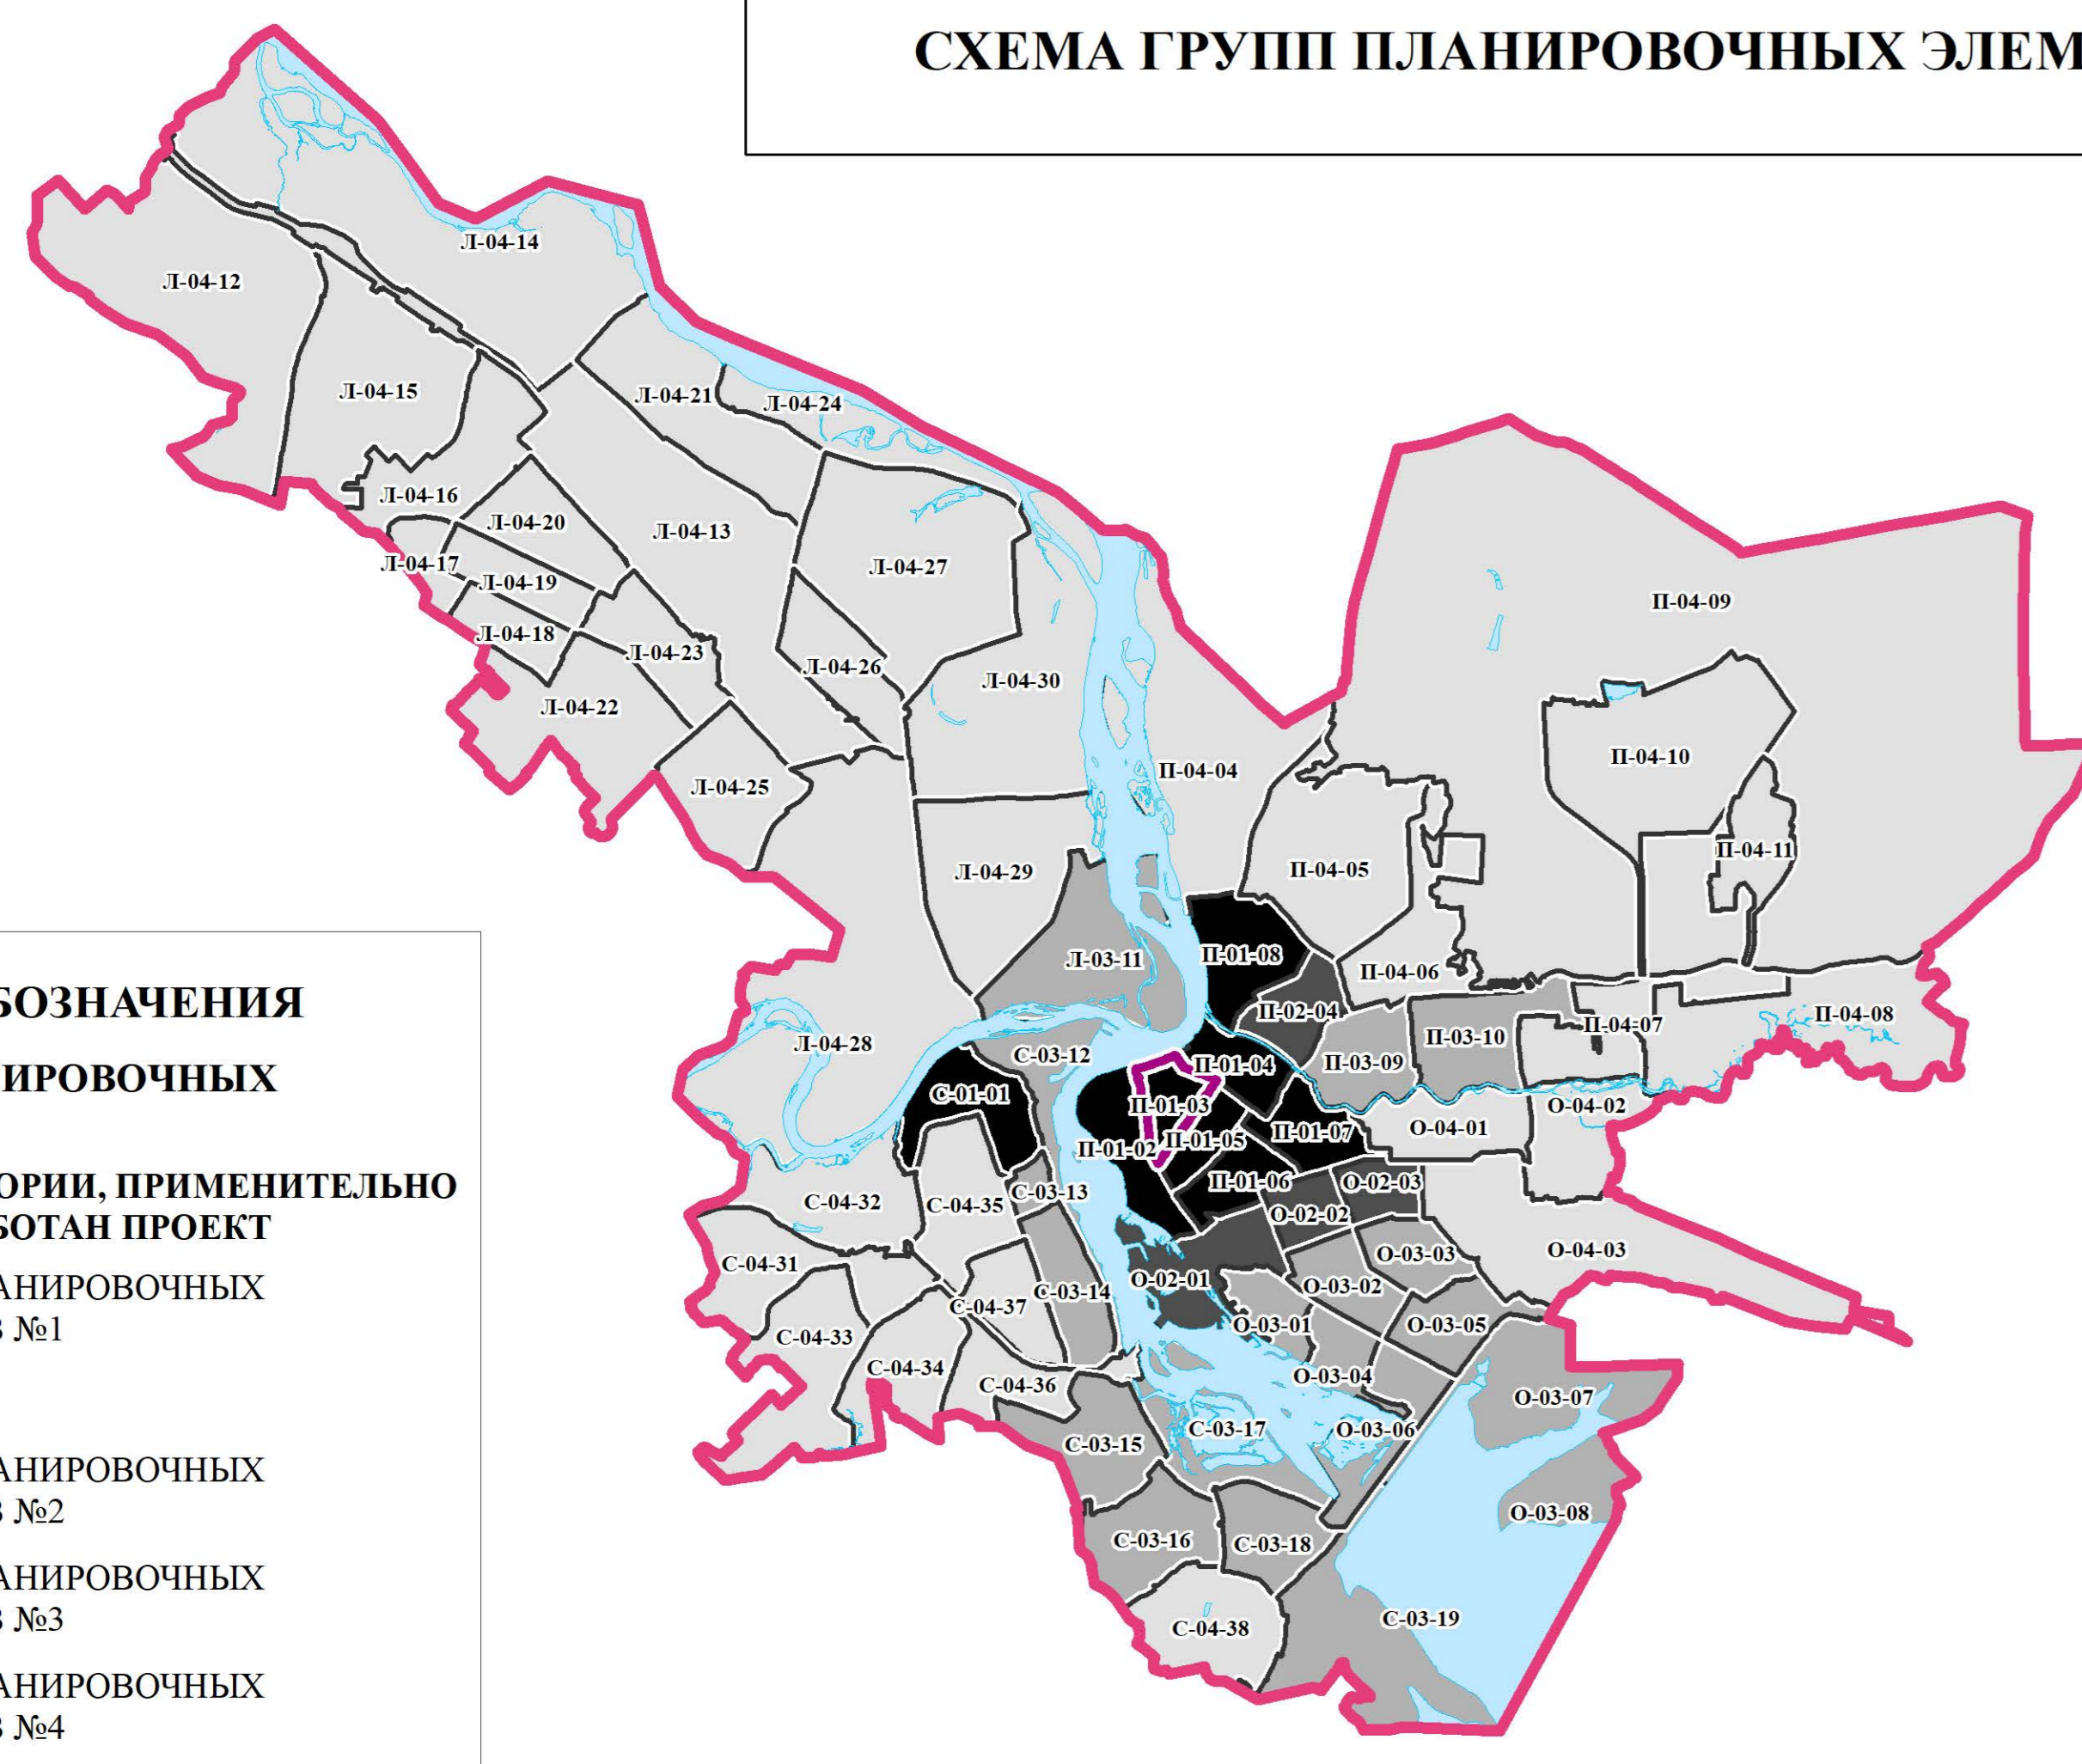 СХЕМА ГРУПП ПЛАНИРОВОЧНЫХ ЭЛЕМ
Л-04-14
Л-04-12
Л-04-15
Л-04-21
Л-04-24
Л-04-16
Л-04-20
Л-04-13
Л-04-17
Л-04-19
Л-04-27
Л-04-18
Л-04-23
Л-04-26
Л-04-30
Л-04-22
Л-04-25
Л-04-29
Л-04-28
Л-03-11
П-04-09
П-04-10
П-04-04
П-04-11
П-04-05
П-04-06
П-01-08
П-02-04
П-04-08
П-04-07
П-03-10
П-03-09
П-01-04
П-01-03
П-01-02
П-01-05
П-01-07
П-01-06
С-03-12
С-01-01
С-03-13
С-04-32
С-04-35
С-04-31
С-04-33
С-04-37
С-03-14
С-04-34
С-04-36
С-03-15
С-03-17
С-03-16
С-03-18
С-04-38
С-03-19
О-04-02
О-04-01
О-02-03
О-02-02
О-04-03
О-03-03
О-02-01
О-03-02
О-03-01
О-03-05
О-03-04
О-03-07
О-03-06
О-03-08
БОЗНАЧЕНИЯ
ИРОВОЧНЫХ
ОРИИ, ПРИМЕНИТЕЛЬНО
БОТАН ПРОЕКТ
АНИРОВОЧНЫХ
В №1
АНИРОВОЧНЫХ
В №2
АНИРОВОЧНЫХ
В №3
АНИРОВОЧНЫХ
В №4